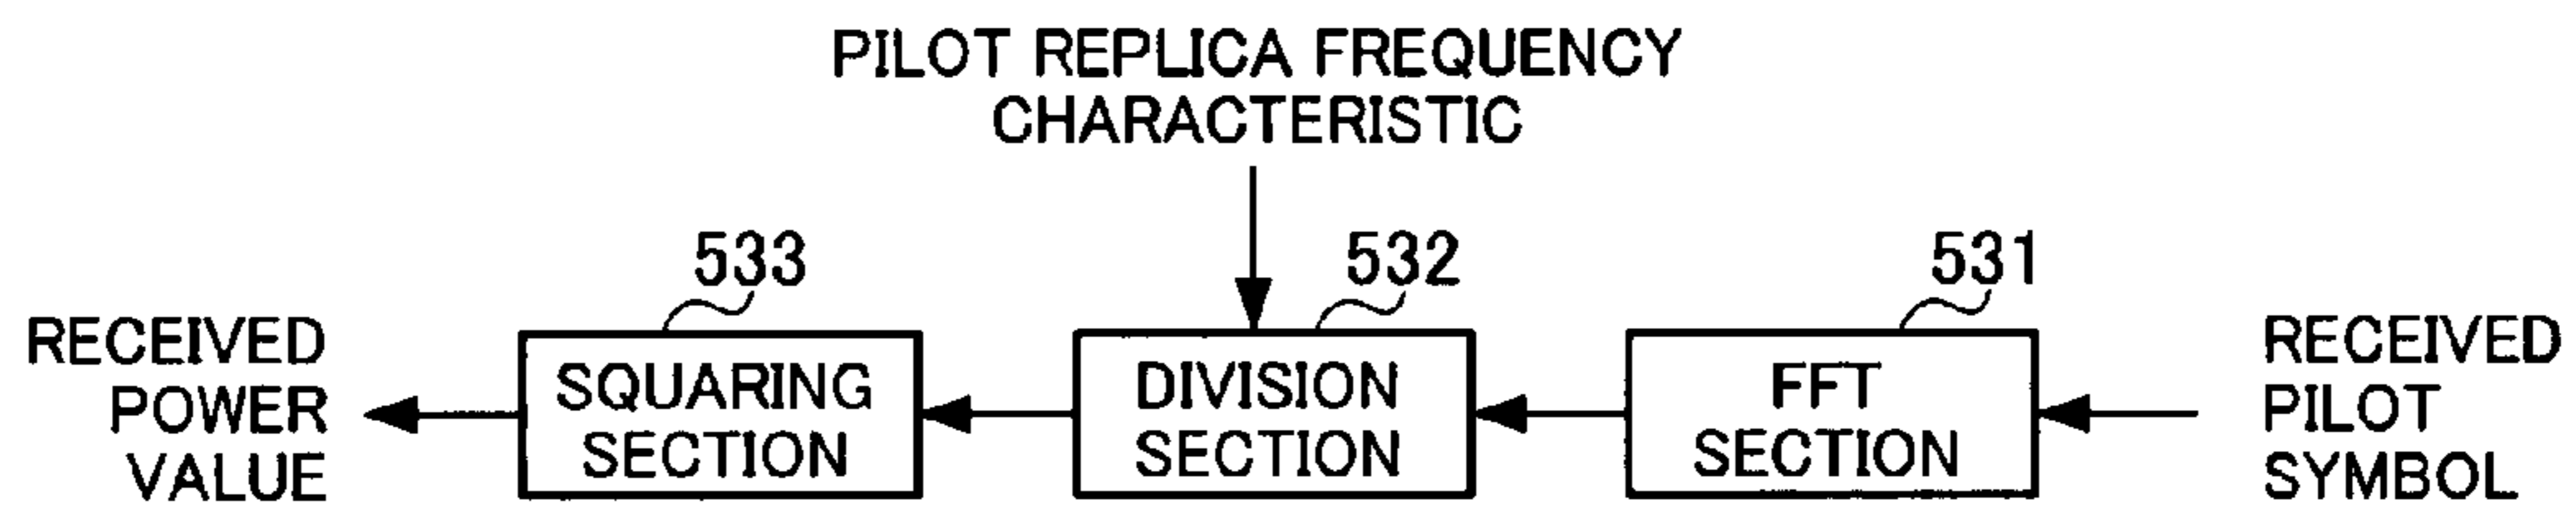 PILOT REPLICA FREQUENCY
CHARACTERISTIC
533
532
531
RECEIVED
POWER
VALUE
SQUARING
SECTION
DIVISION
SECTION
FFT
SECTION
RECEIVED
PILOT
SYMBOL